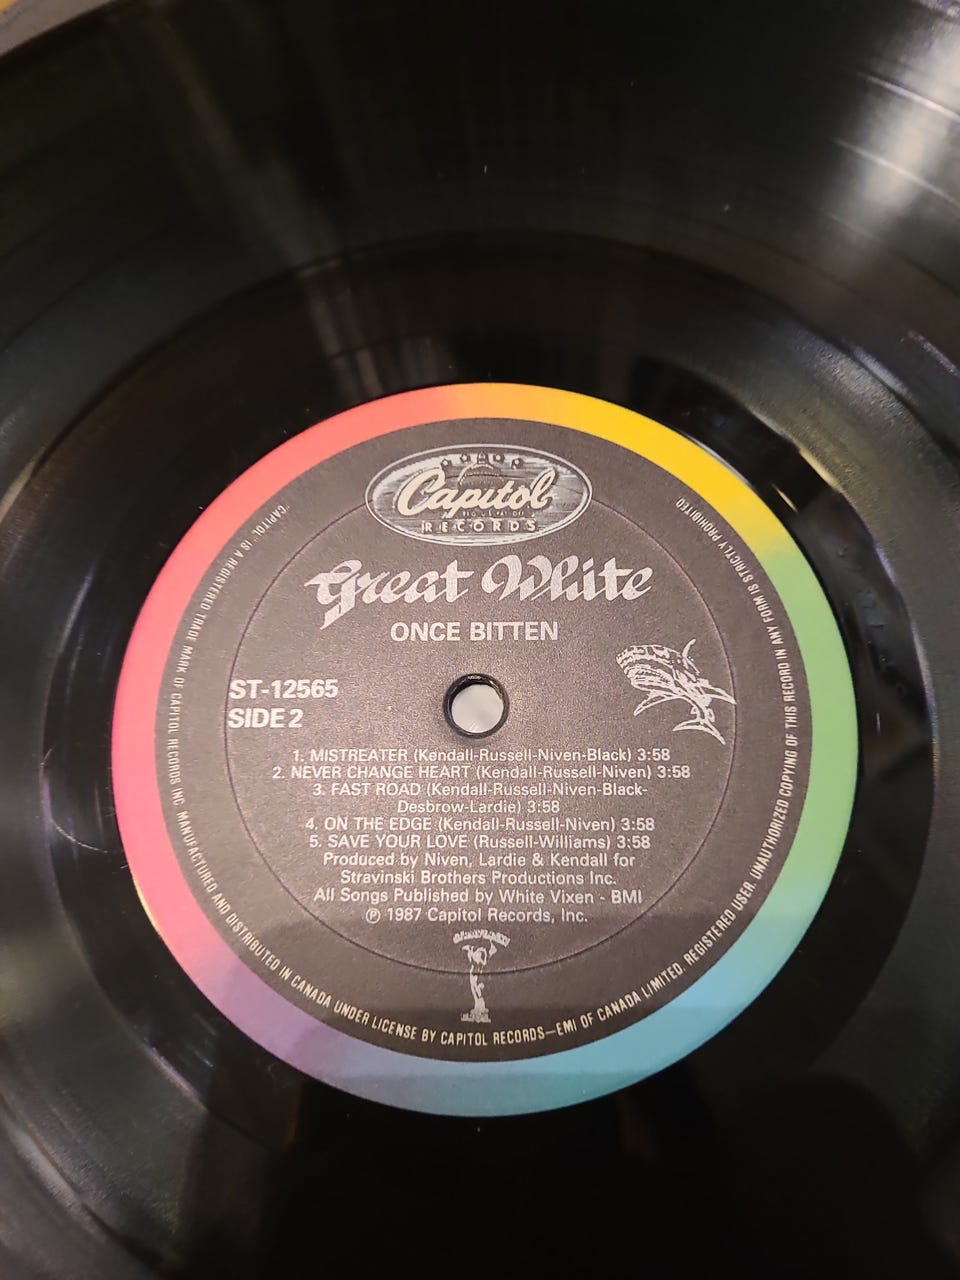 Capitol
RECORDS
Great White
ONCE BITTEN
ST-12565
SIDE 2
1. MISTREATER (Kendall-Russell-Niven-Black) 3:58
2. NEVER CHANGE HEART (Kendall-Russell-Niven) 3:58
3. FAST ROAD (Kendall-Russell-Niven-Black-
Desbrow-Lardie) 3:58
4. ON THE EDGE (Kendall-Russell-Niven) 3:58
5. SAVE YOUR LOVE (Russell-Williams) 3:58
Produced by Niven, Lardie & Kendall for
Stravinski Brothers Productions Inc.
All Songs Published by White Vixen - BMI
℗ 1987 Capitol Records, Inc.
"CAPITOL" IS A REGISTERED TRADE MARK OF CAPITOL RECORDS INC. MANUFACTURED AND DISTRIBUTED IN CANADA UNDER LICENSE BY CAPITOL RECORDS—EMI OF CANADA LIMITED. REGISTERED USER. UNAUTHORIZED COPYING OF THIS RECORD IN ANY FORM IS STRICTLY PROHIBITED